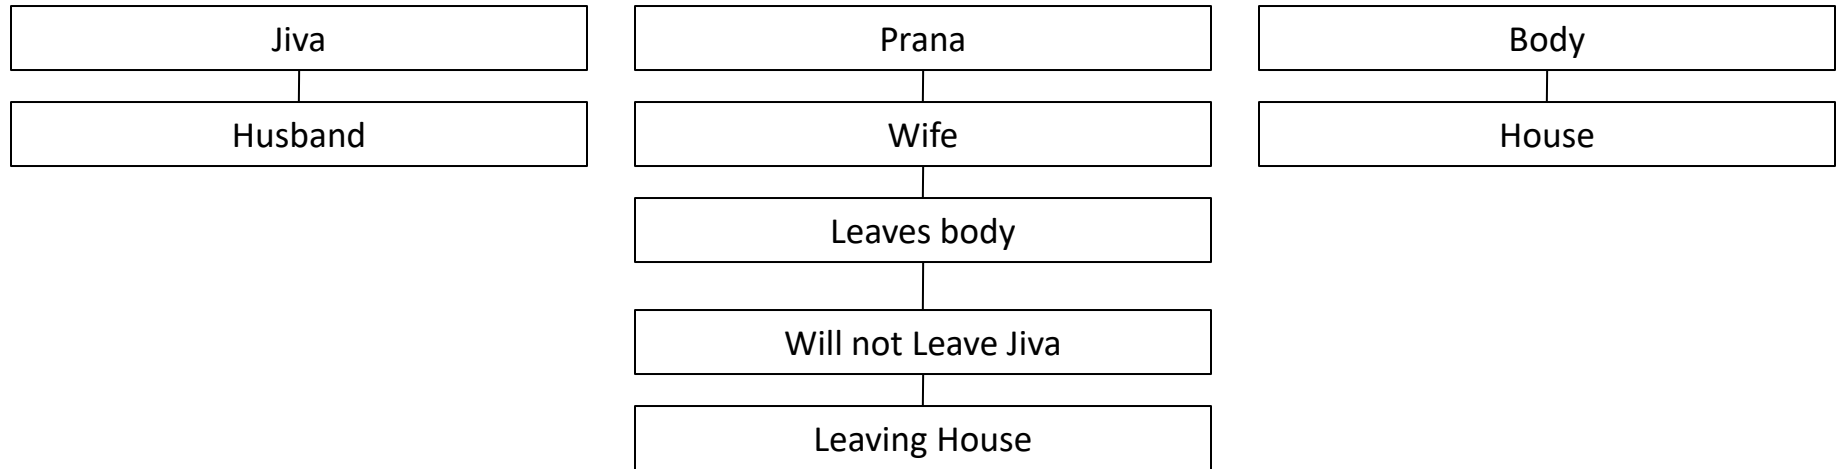 Jiva
Prana
Body
Husband
Wife
House
Leaves body
Will not Leave Jiva
Leaving House